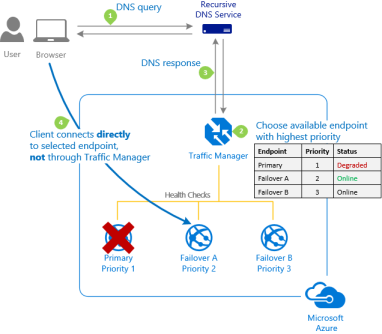 DNS query
Recursive
DNS Service
1
User
Browser
DNS response
3
4
Client connects directly
to selected endpoint,
not through Traffic Manager
2
Choose available endpoint
with highest priority
Traffic Manager
Endpoint Priority Status
Primary 1 Degraded
Failover A 2 Online
Failover B 3 Online
Health Checks
Primary
Priority 1
Failover A
Priority 2
Failover B
Priority 3
Microsoft
Azure